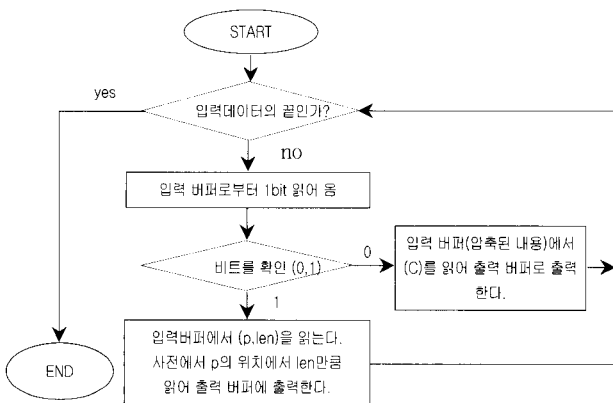 START
yes
입력데이터의 끝인가?
no
입력 버퍼로부터 1bit 읽어 옴
비트를 확인 (0,1)
0
입력 버퍼(압축된 내용)에서
(C)를 읽어 출력 버퍼로 출력
한다.
1
입력버퍼에서 (p,len)을 읽는다.
사전에서 p의 위치에서 len만큼
읽어 출력 버퍼에 출력한다.
END